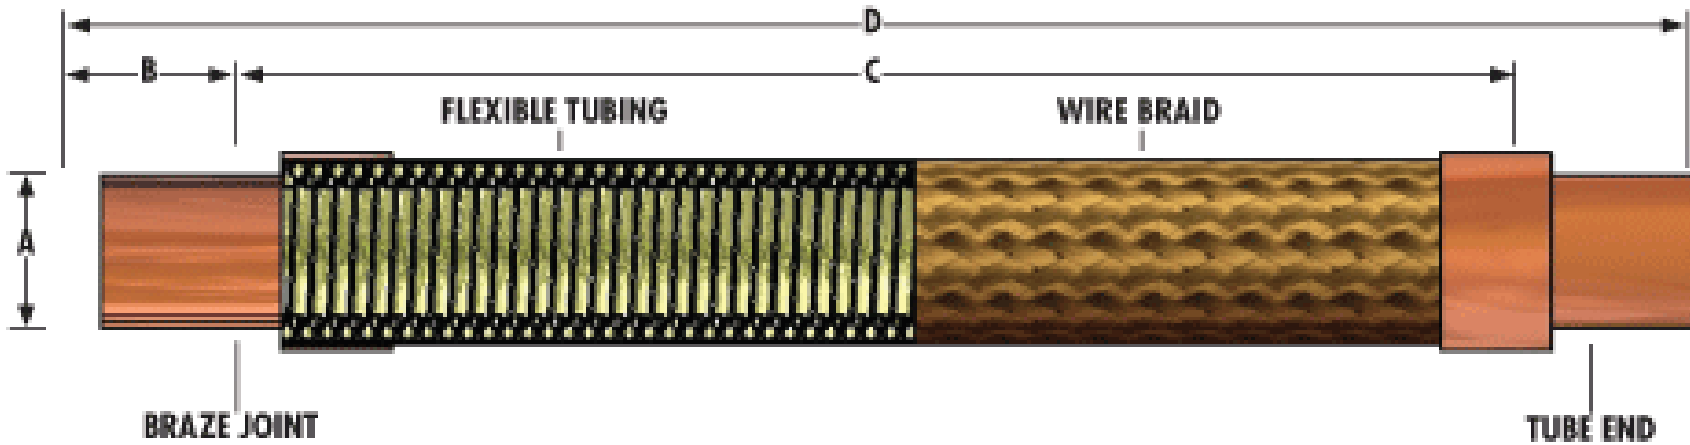 D
B
C
FLEXIBLE TUBING
WIRE BRAID
A
BRAZE JOINT
TUBE END